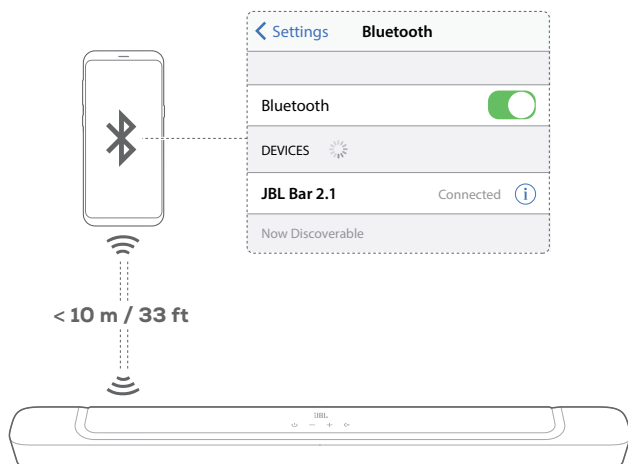 Settings Bluetooth
Bluetooth
DEVICES
JBL Bar 2.1 Connected
Now Discoverable
< 10 m / 33 ft
JBL